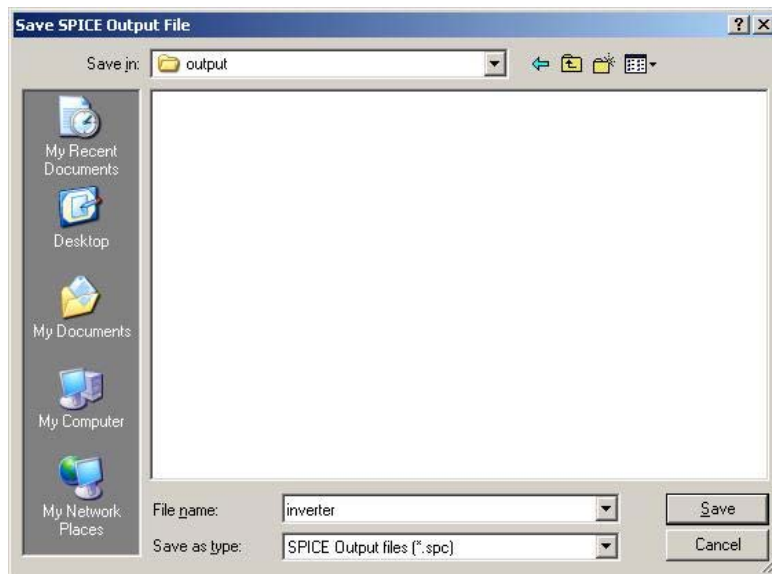 Save SPICE Output File
?
Save in:
output
My Recent
Documents
Desktop
My Documents
My Computer
My Network
Places
File name:
inverter
Save
Save as type:
SPICE Output files (*.spc)
Cancel